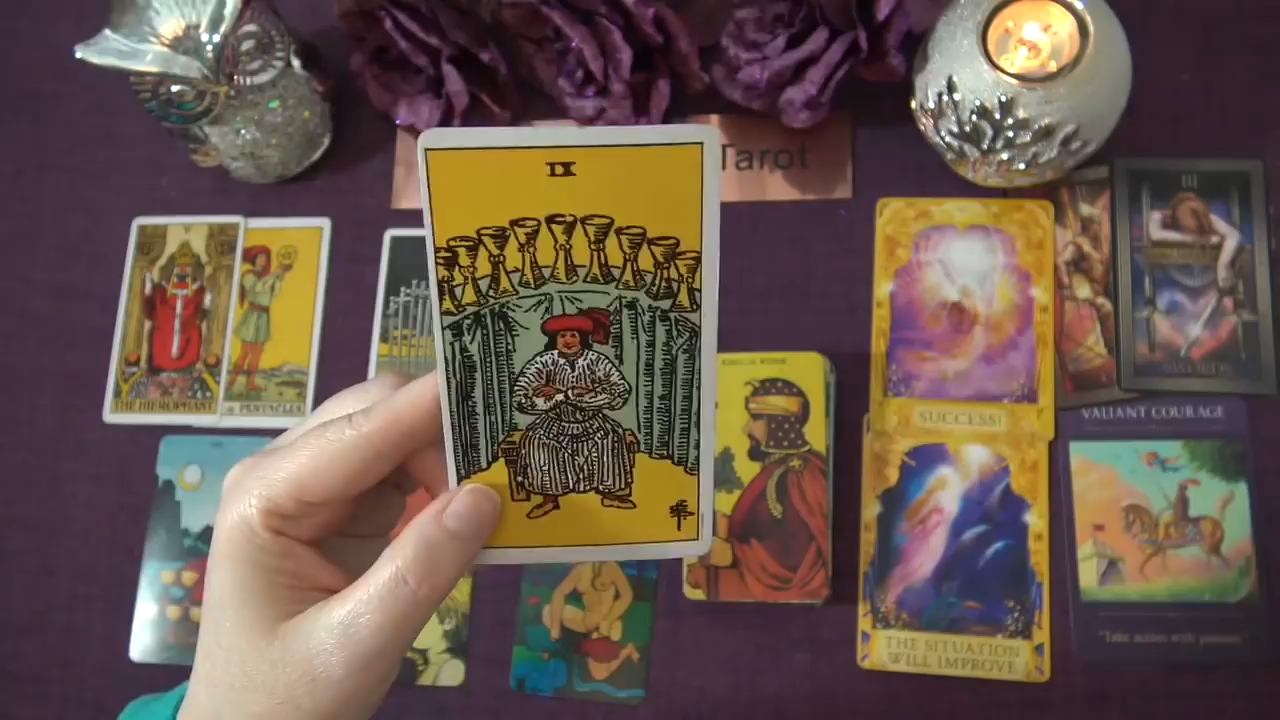 IX
Tarot
III
THE HIEROPHANT
PENTACLES
SUCCESS!
VALIANT COURAGE
THE SITUATION
WILL IMPROVE
"Take action with passion!"